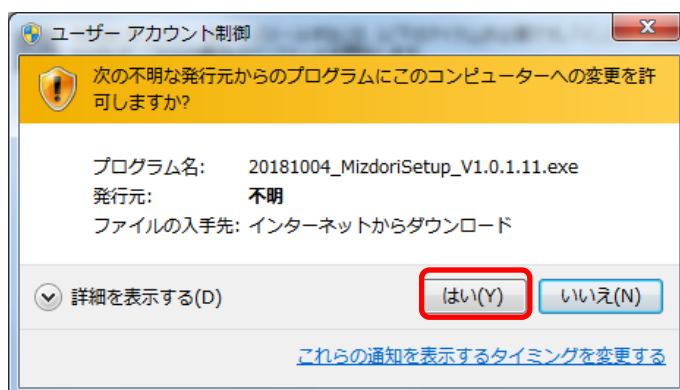 ユーザー アカウント制御
次の不明な発行元からのプログラムにこのコンピューターへの変更を許
可しますか?
プログラム名: 20181004_MizdoriSetup_V1.0.1.11.exe
発行元: 不明
ファイルの入手先: インターネットからダウンロード
詳細を表示する(D) はい(Y) いいえ(N)
これらの通知を表示するタイミングを変更する